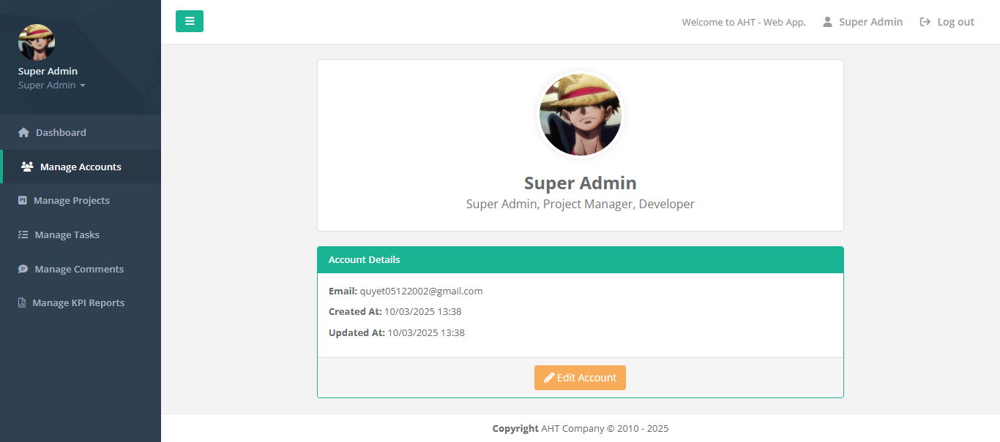 Super Admin
Super Admin
Dashboard
Manage Accounts
Manage Projects
Manage Tasks
Manage Comments
Manage KPI Reports
Welcome to AHT - Web App.
Super Admin
Log out
Super Admin
Super Admin, Project Manager, Developer
Account Details
Email: quyet05122002@gmail.com
Created At: 10/03/2025 13:38
Updated At: 10/03/2025 13:38
Edit Account
Copyright AHT Company © 2010 - 2025